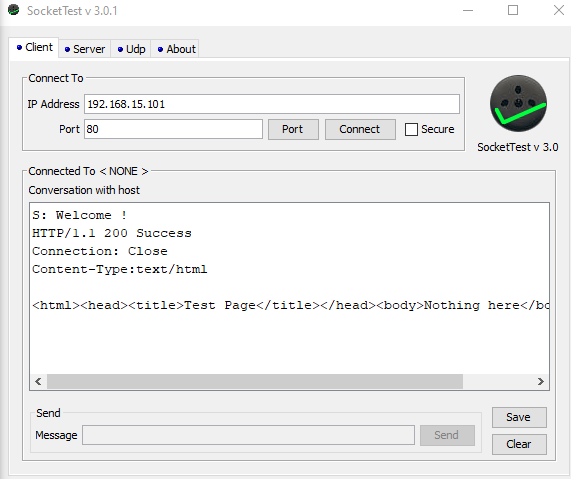 SocketTest v 3.0.1
Client
Server
Udp
About
Connect To
IP Address 192.168.15.101
Port 80 Port Connect Secure
SocketTest v 3.0
Connected To < NONE >
Conversation with host
S: Welcome !
HTTP/1.1 200 Success
Connection: Close
Content-Type:text/html
<html><head><title>Test Page</title></head><body>Nothing here</bo
Send
Message Send
Save
Clear